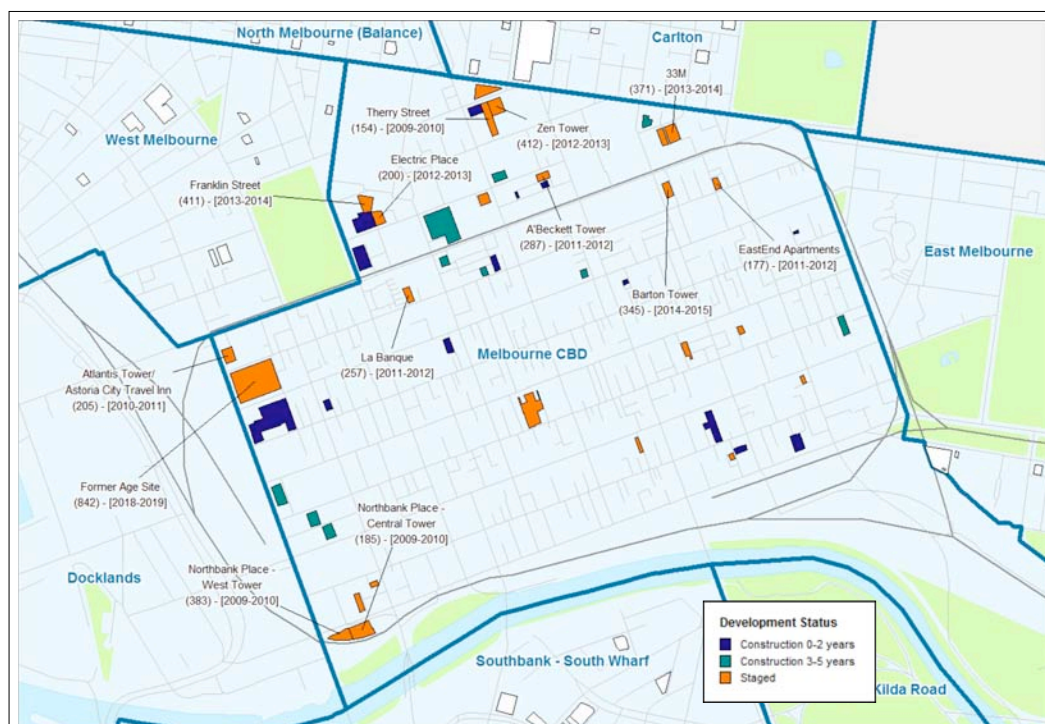 North Melbourne (Balance)
Carlton
33M
(371) - [2013-2014]
Therry Street
(154) - [2009-2010]
Zen Tower
(412) - [2012-2013]
West Melbourne
Electric Place
(200) - [2012-2013]
Franklin Street
(411) - [2013-2014]
A'Beckett Tower
(287) - [2011-2012]
EastEnd Apartments
(177) - [2011-2012]
East Melbourne
Barton Tower
(345) - [2014-2015]
La Banque
(257) - [2011-2012]
Melbourne CBD
Atlantis Tower/
Astoria City Travel Inn
(205) - [2010-2011]
Former Age Site
(842) - [2018-2019]
Northbank Place -
Central Tower
(185) - [2009-2010]
Docklands
Northbank Place -
West Tower
(383) - [2009-2010]
Southbank - South Wharf
Development Status
Construction 0-2 years
Construction 3-5 years
Staged
Kilda Road